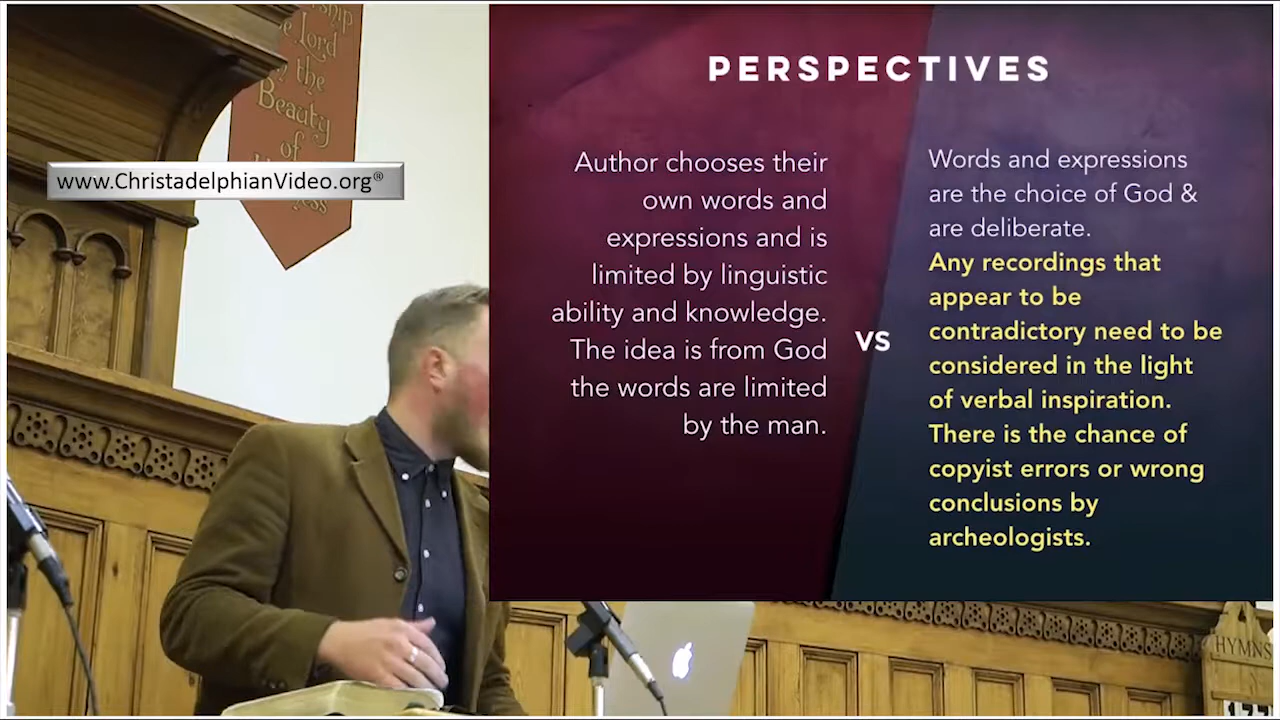 ship
e Lord
the
Beauty
of
ess
www.ChristadelphianVideo.org®
PERSPECTIVES
Author chooses their
own words and
expressions and is
limited by linguistic
ability and knowledge.
The idea is from God
the words are limited
by the man.
VS
Words and expressions
are the choice of God &
are deliberate.
Any recordings that
appear to be
contradictory need to be
considered in the light
of verbal inspiration.
There is the chance of
copyist errors or wrong
conclusions by
archeologists.
HYMNS